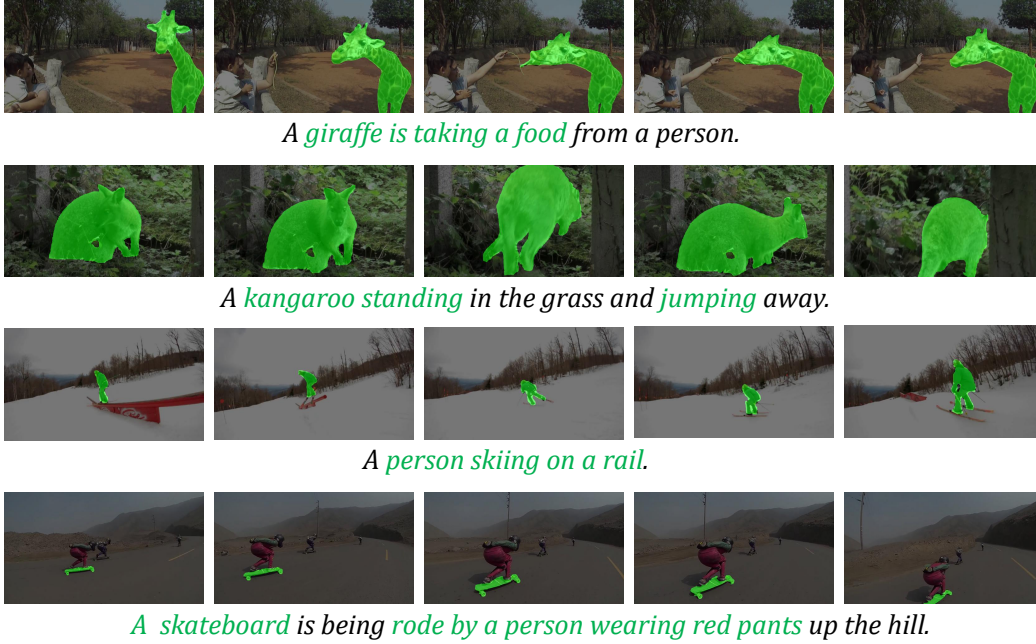 A giraffe is taking a food from a person.
A kangaroo standing in the grass and jumping away.
A person skiing on a rail.
A skateboard is being rode by a person wearing red pants up the hill.